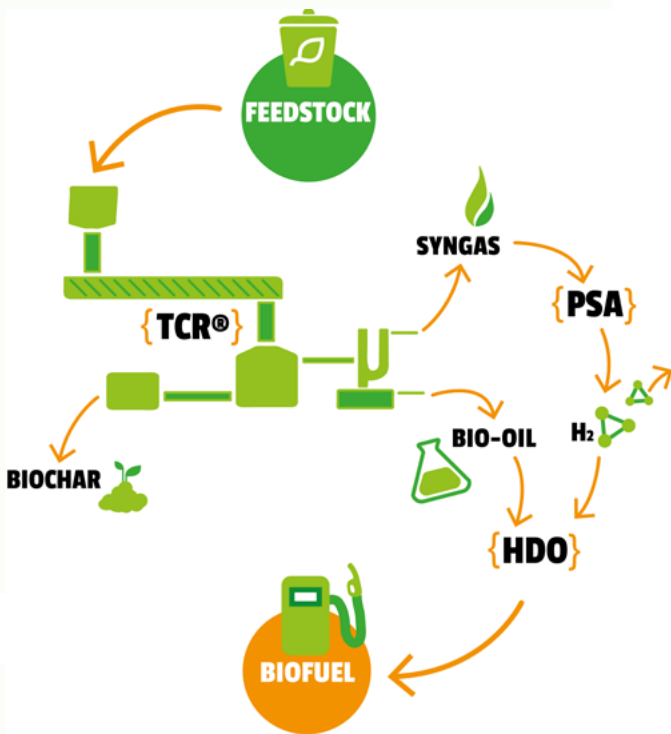 FEEDSTOCK
SYNGAS
{PSA}
{TCR®}
H₂
BIO-OIL
BIOCHAR
{HDO}
BIOFUEL